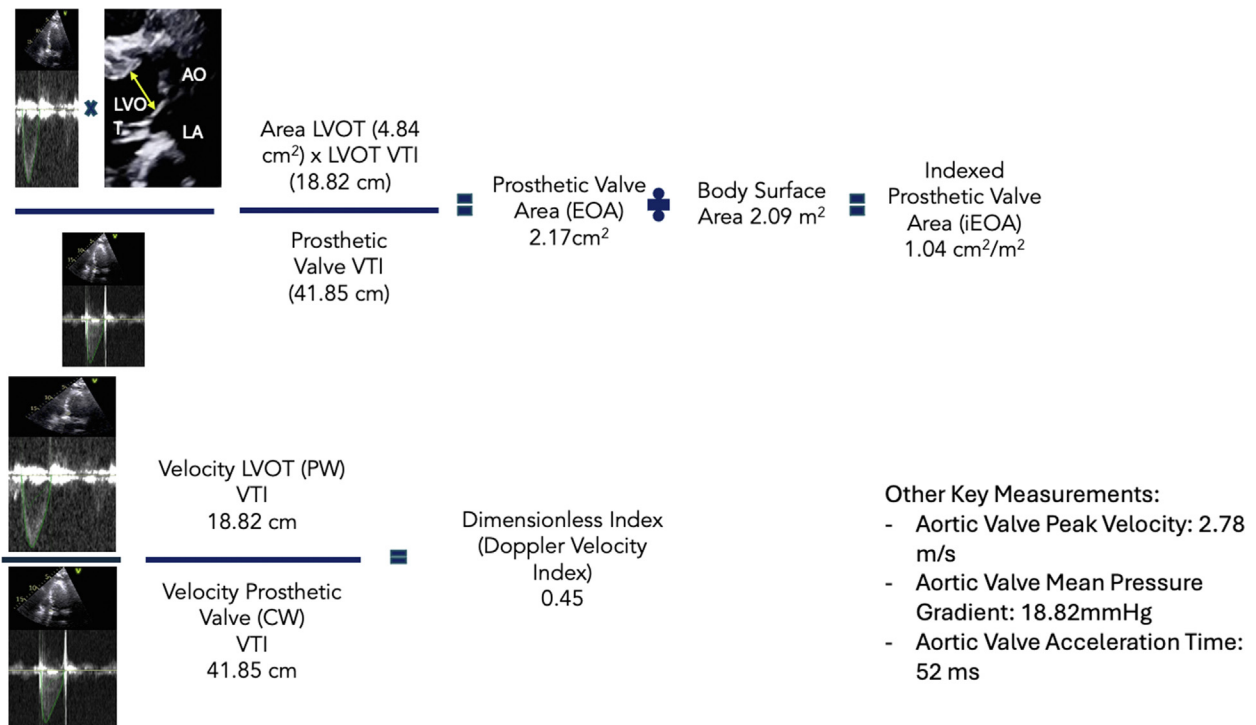 AO
LVO
T
LA
Area LVOT (4.84
cm²) x LVOT VTI
(18.82 cm)
Prosthetic
Valve VTI
(41.85 cm)
Prosthetic Valve
Area (EOA)
2.17cm²
Body Surface
Area 2.09 m²
Indexed
Prosthetic Valve
Area (iEOA)
1.04 cm²/m²
Velocity LVOT (PW)
VTI
18.82 cm
Velocity Prosthetic
Valve (CW)
VTI
41.85 cm
Dimensionless Index
(Doppler Velocity
Index)
0.45
Other Key Measurements:
- Aortic Valve Peak Velocity: 2.78
m/s
- Aortic Valve Mean Pressure
Gradient: 18.82mmHg
- Aortic Valve Acceleration Time:
52 ms